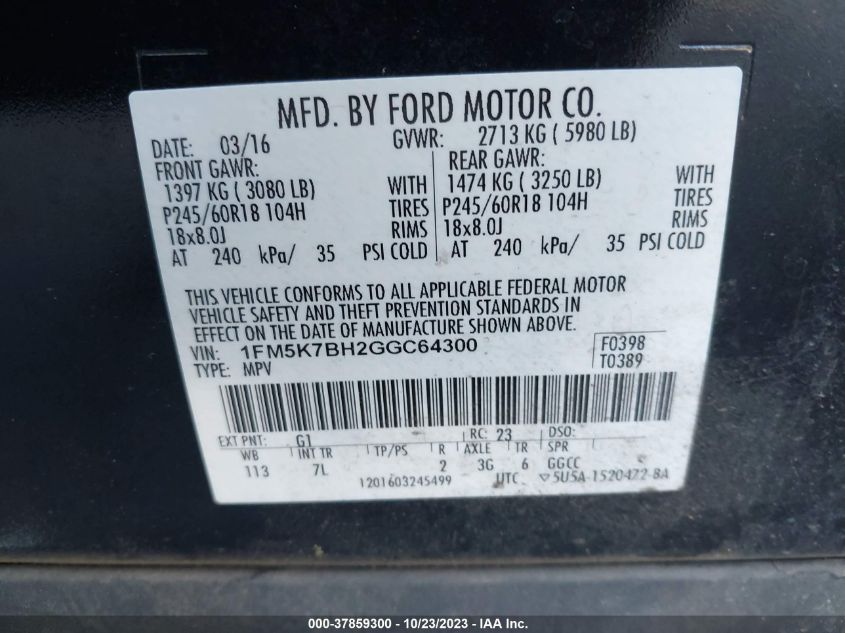 MFD. BY FORD MOTOR CO.
DATE: 03/16 GVWR: 2713 KG ( 5980 LB)
FRONT GAWR: REAR GAWR:
1397 KG ( 3080 LB) WITH 1474 KG ( 3250 LB) WITH
P245/60R18 104H TIRES P245/60R18 104H TIRES
18x8.0J RIMS 18x8.0J RIMS
AT 240 kPa/ 35 PSI COLD AT 240 kPa/ 35 PSI COLD
THIS VEHICLE CONFORMS TO ALL APPLICABLE FEDERAL MOTOR
VEHICLE SAFETY AND THEFT PREVENTION STANDARDS IN
EFFECT ON THE DATE OF MANUFACTURE SHOWN ABOVE.
VIN: 1FM5K7BH2GGC64300 F0398
TYPE: MPV T0389
EXT PNT: G1 RC: 23 DSO:
WB INT TR TP/PS R AXLE TR SPR
113 7L 2 3G 6 GGCC
1201603245499 UTC ▽5U5A-1520472-BA
000-37859300 - 10/23/2023 - IAA Inc.